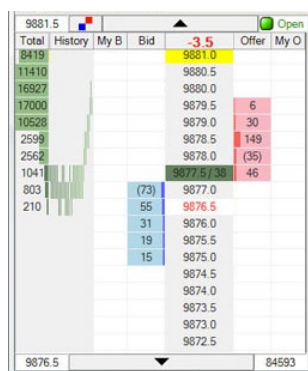 9881.5 Open
Total History My B Bid -3.5 Offer My O
8419 9881.0
11410 9880.5
16927 9880.0
17000 9879.5 6
10528 9879.0 30
2599 9878.5 149
2562 9878.0 (35)
1041 9877.5 / 38 46
803 (73) 9877.0
210 55 9876.5
31 9876.0
19 9875.5
15 9875.0
9874.5
9874.0
9873.5
9873.0
9872.5
9876.5 84593